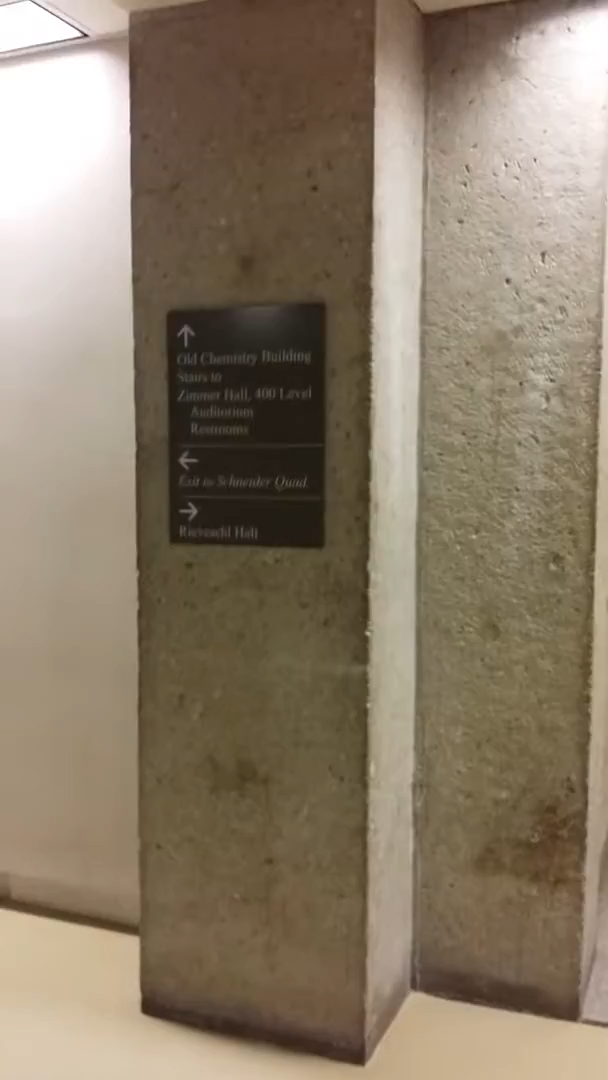 Old Chemistry Building
Stairs to
Zimmer Hall, 400 Level
Auditorium
Restrooms
Exit to Schneider Quad
Rieveschl Hall